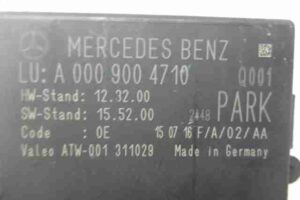 MERCEDES BENZ
LU: A 000 900 4710 Q001
HW-Stand: 12.32.00
SW-Stand: 15.52.00 2448 PARK
Code : 0E 15 07 16 F/A/02/AA
Valeo ATW-001 311029 Made in Germany